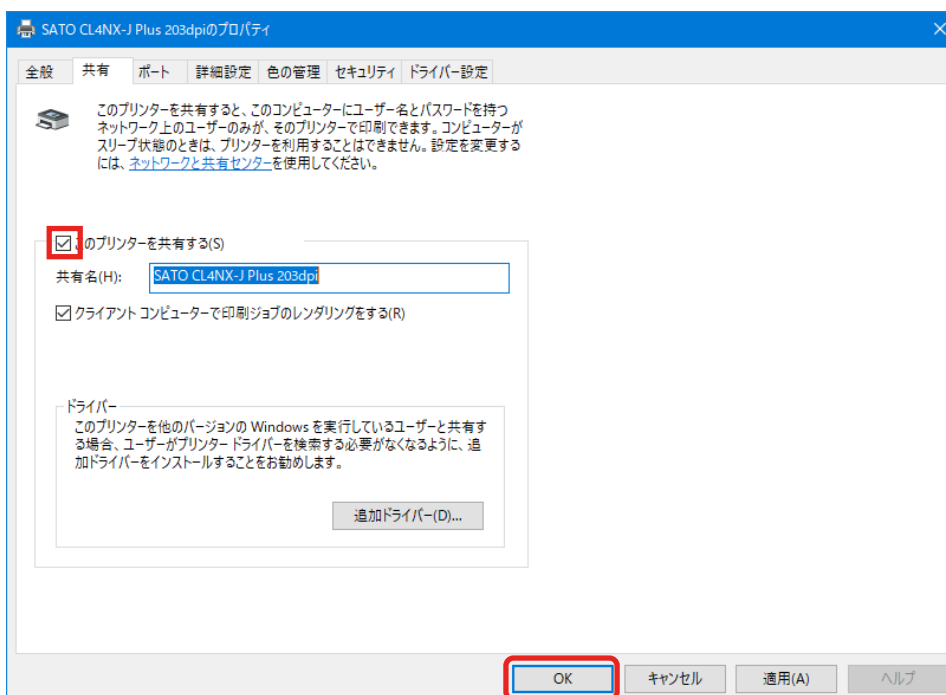 SATO CL4NX-J Plus 203dpiのプロパティ
全般 共有 ポート 詳細設定 色の管理 セキュリティ ドライバー設定
このプリンターを共有すると、このコンピューターにユーザー名とパスワードを持つ
ネットワーク上のユーザーのみが、そのプリンターで印刷できます。コンピューターが
スリープ状態のときは、プリンターを利用することはできません。設定を変更する
には、ネットワークと共有センターを使用してください。
このプリンターを共有する(S)
共有名(H): SATO CL4NX-J Plus 203dpi
クライアント コンピューターで印刷ジョブのレンダリングをする(R)
ドライバー
このプリンターを他のバージョンの Windows を実行しているユーザーと共有す
る場合、ユーザーがプリンター ドライバーを検索する必要がなくなるように、追
加ドライバーをインストールすることをお勧めします。
追加ドライバー(D)...
OK キャンセル 適用(A) ヘルプ